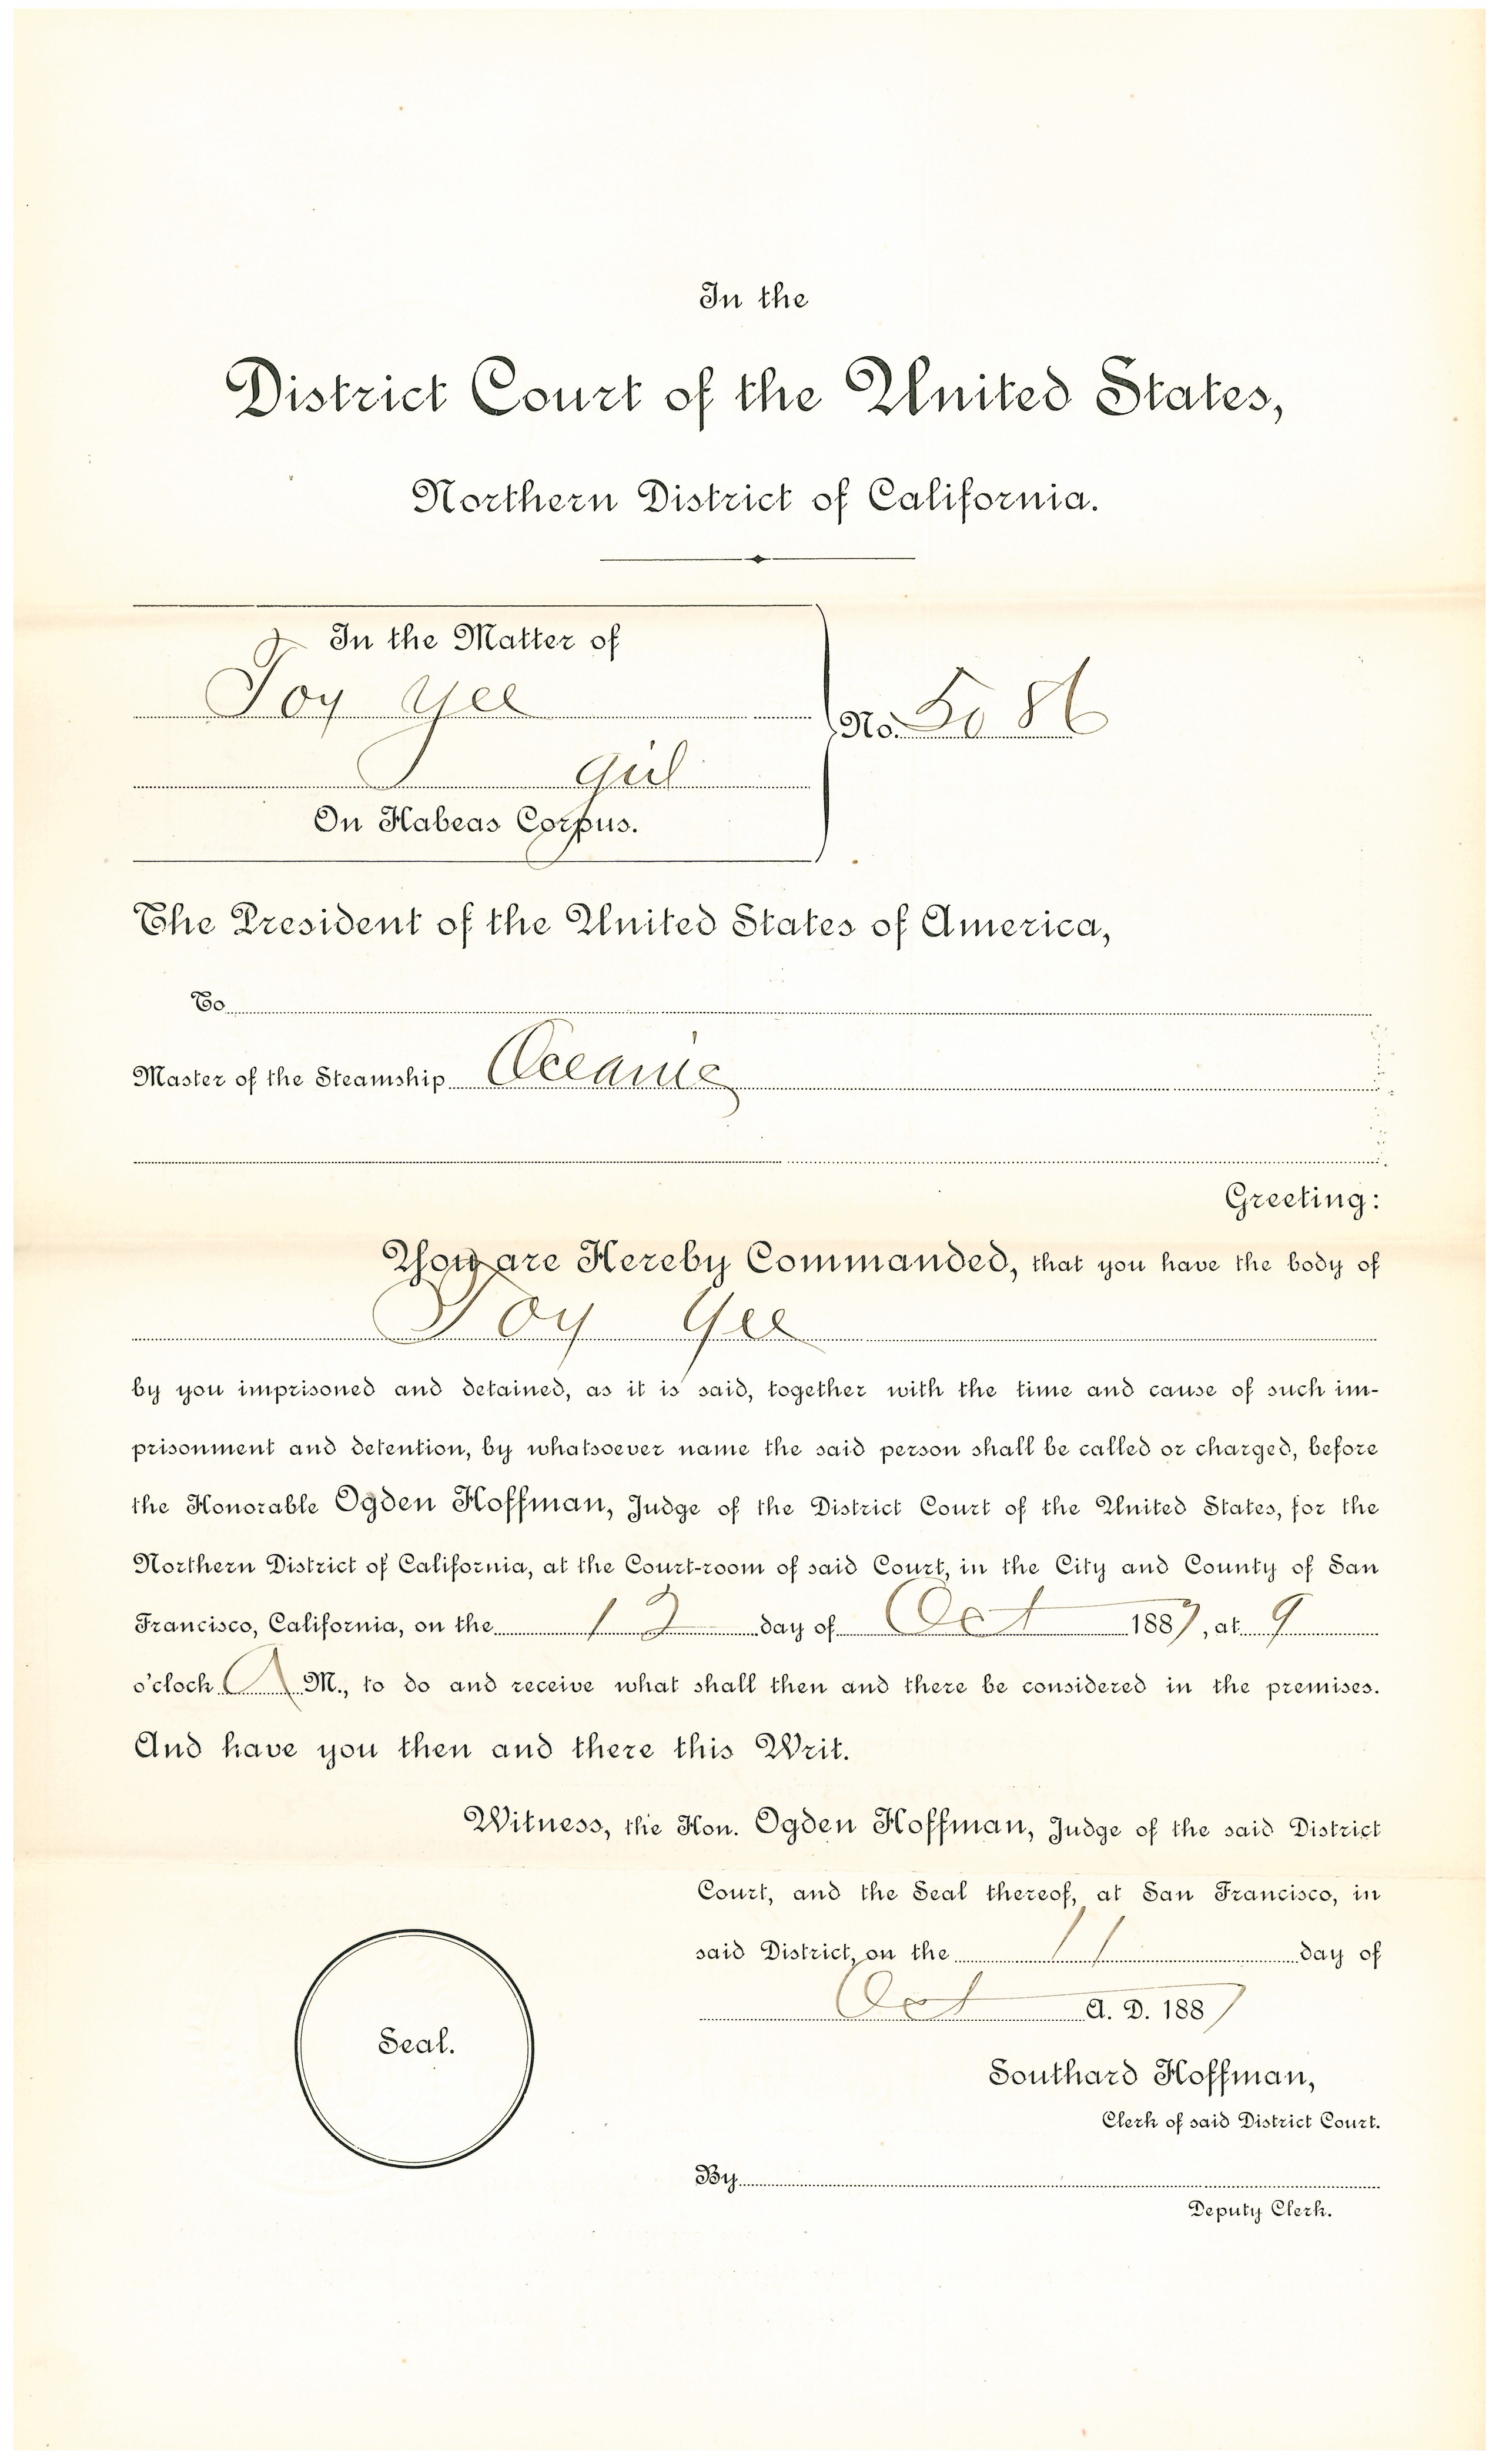 In the
District Court of the United States,
Northern District of California.
In the Matter of
Toy Yee
No. 5086
girl
On Habeas Corpus.
The President of the United States of America,
To
Master of the Steamship Oceanic
Greeting:
You are Hereby Commanded, that you have the body of
Toy Yee
by you imprisoned and detained, as it is said, together with the time and cause of such im-
prisonment and detention, by whatsoever name the said person shall be called or charged, before
the Honorable Ogden Hoffman, Judge of the District Court of the United States, for the
Northern District of California, at the Court-room of said Court, in the City and County of San
Francisco, California, on the 12 day of Oct 1887, at 9
o'clock A M., to do and receive what shall then and there be considered in the premises.
And have you then and there this Writ.
Witness, the Hon. Ogden Hoffman, Judge of the said District
Court, and the Seal thereof, at San Francisco, in
said District, on the 11 day of
Oct A. D. 1887
Seal.
Southard Hoffman,
Clerk of said District Court.
By
Deputy Clerk.